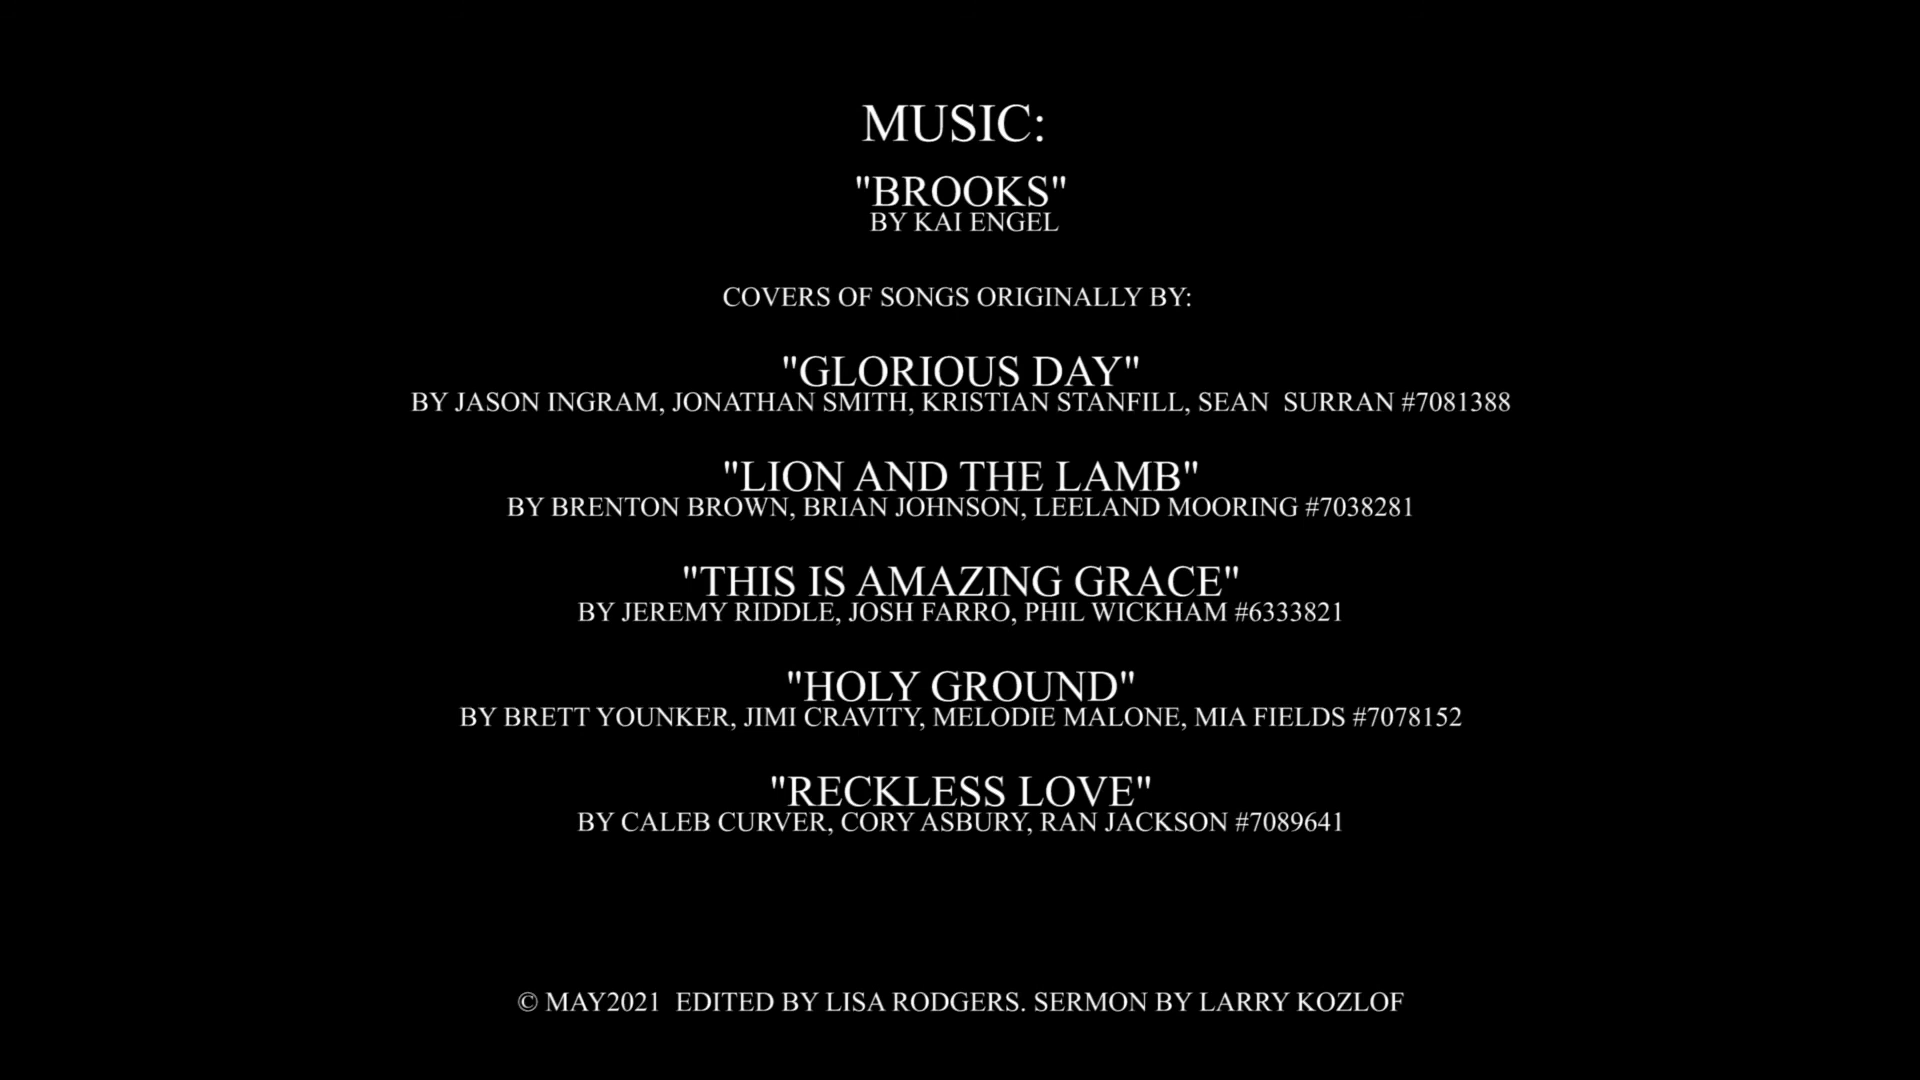 MUSIC:
"BROOKS"
BY KAI ENGEL
COVERS OF SONGS ORIGINALLY BY:
"GLORIOUS DAY"
BY JASON INGRAM, JONATHAN SMITH, KRISTIAN STANFILL, SEAN  SURRAN #7081388
"LION AND THE LAMB"
BY BRENTON BROWN, BRIAN JOHNSON, LEELAND MOORING #7038281
"THIS IS AMAZING GRACE"
BY JEREMY RIDDLE, JOSH FARRO, PHIL WICKHAM #6333821
"HOLY GROUND"
BY BRETT YOUNKER, JIMI CRAVITY, MELODIE MALONE, MIA FIELDS #7078152
"RECKLESS LOVE"
BY CALEB CURVER, CORY ASBURY, RAN JACKSON #7089641
© MAY2021  EDITED BY LISA RODGERS. SERMON BY LARRY KOZLOF